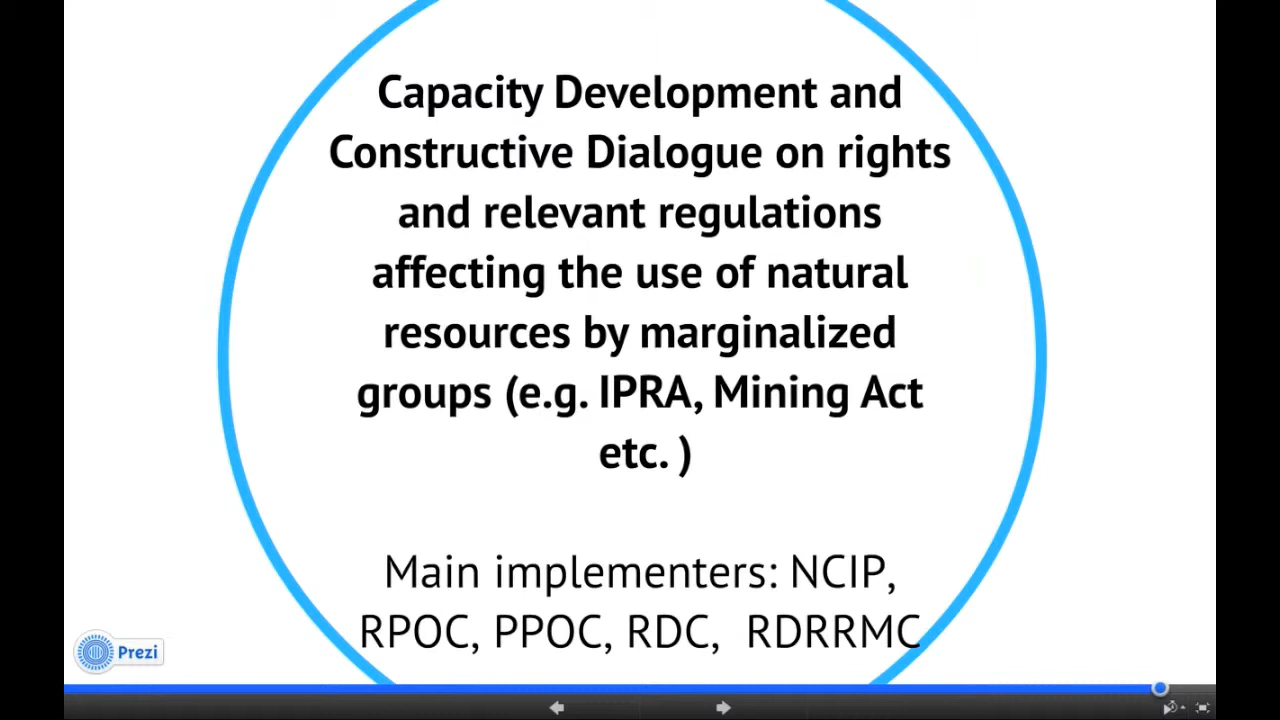 Capacity Development and
Constructive Dialogue on rights
and relevant regulations
affecting the use of natural
resources by marginalized
groups (e.g. IPRA, Mining Act
etc. )
Main implementers: NCIP,
RPOC, PPOC, RDC, RDRRMC
Prezi